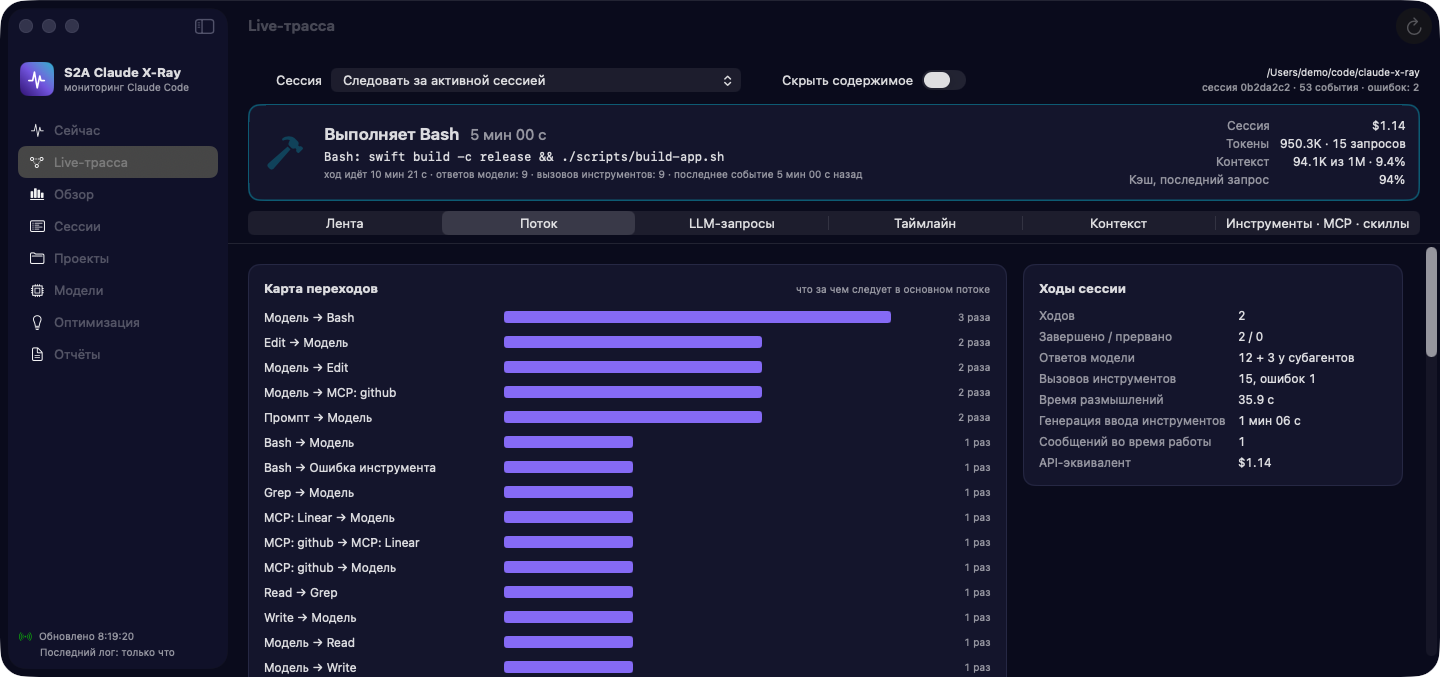 Live-трасса
S2A Claude X-Ray
мониторинг Claude Code
Сейчас
Live-трасса
Обзор
Сессии
Проекты
Модели
Оптимизация
Отчёты
Обновлено 8:19:20
Последний лог: только что
Сессия
Следовать за активной сессией
Скрыть содержимое
/Users/demo/code/claude-x-ray
сессия 0b2da2c2 · 53 события · ошибок: 2
Выполняет Bash 5 мин 00 с
Bash: swift build -c release && ./scripts/build-app.sh
ход идёт 10 мин 21 с · ответов модели: 9 · вызовов инструментов: 9 · последнее событие 5 мин 00 с назад
Сессия $1.14
Токены 950.3K · 15 запросов
Контекст 94.1K из 1M · 9.4%
Кэш, последний запрос 94%
Лента
Поток
LLM-запросы
Таймлайн
Контекст
Инструменты · MCP · скиллы
Карта переходов
что за чем следует в основном потоке
Модель → Bash 3 раза
Edit → Модель 2 раза
Модель → Edit 2 раза
Модель → MCP: github 2 раза
Промпт → Модель 2 раза
Bash → Модель 1 раз
Bash → Ошибка инструмента 1 раз
Grep → Модель 1 раз
MCP: Linear → Модель 1 раз
MCP: github → MCP: Linear 1 раз
MCP: github → Модель 1 раз
Read → Grep 1 раз
Write → Модель 1 раз
Модель → Read 1 раз
Модель → Write 1 раз
Ходы сессии
Ходов 2
Завершено / прервано 2 / 0
Ответов модели 12 + 3 у субагентов
Вызовов инструментов 15, ошибок 1
Время размышлений 35.9 с
Генерация ввода инструментов 1 мин 06 с
Сообщений во время работы 1
API-эквивалент $1.14